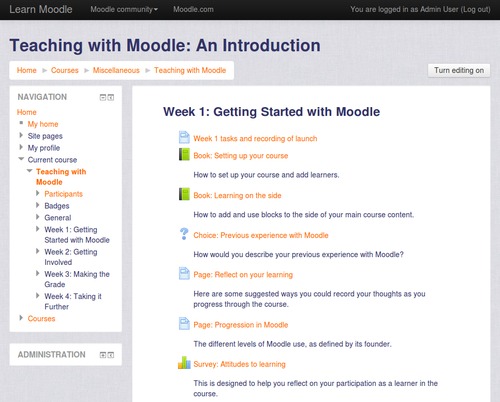 Learn Moodle
Moodle community
Moodle.com
You are logged in as Admin User (Log out)
Teaching with Moodle: An Introduction
Home
Courses
Miscellaneous
Teaching with Moodle
Turn editing on
NAVIGATION
Home
My home
Site pages
My profile
Current course
Teaching with
Moodle
Participants
Badges
General
Week 1: Getting
Started with Moodle
Week 2: Getting
Involved
Week 3: Making the
Grade
Week 4: Taking it
Further
Courses
ADMINISTRATION
Week 1: Getting Started with Moodle
Week 1 tasks and recording of launch
Book: Setting up your course
How to set up your course and add learners.
Book: Learning on the side
How to add and use blocks to the side of your main course content.
Choice: Previous experience with Moodle
How would you describe your previous experience with Moodle?
Page: Reflect on your learning
Here are some suggested ways you could record your thoughts as you
progress through the course.
Page: Progression in Moodle
The different levels of Moodle use, as defined by its founder.
Survey: Attitudes to learning
This is designed to help you reflect on your participation as a learner in the
course.